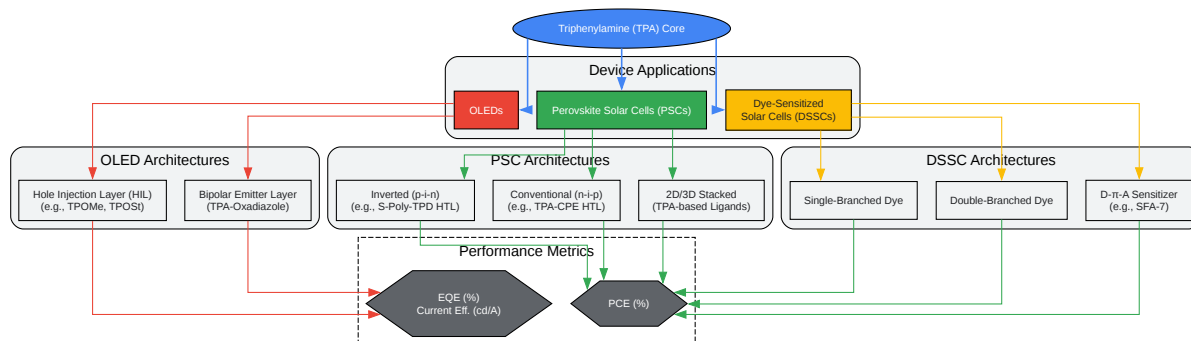 Triphenylamine (TPA) Core
Device Applications
OLEDs
Perovskite Solar Cells (PSCs)
Dye-Sensitized
Solar Cells (DSSCs)
OLED Architectures
PSC Architectures
DSSC Architectures
Hole Injection Layer (HIL)
(e.g., TPOMe, TPOSt)
Bipolar Emitter Layer
(TPA-Oxadiazole)
Inverted (p-i-n)
(e.g., S-Poly-TPD HTL)
Conventional (n-i-p)
(e.g., TPA-CPE HTL)
2D/3D Stacked
(TPA-based Ligands)
Single-Branched Dye
Double-Branched Dye
D-π-A Sensitizer
(e.g., SFA-7)
Performance Metrics
EQE (%)
Current Eff. (cd/A)
PCE (%)